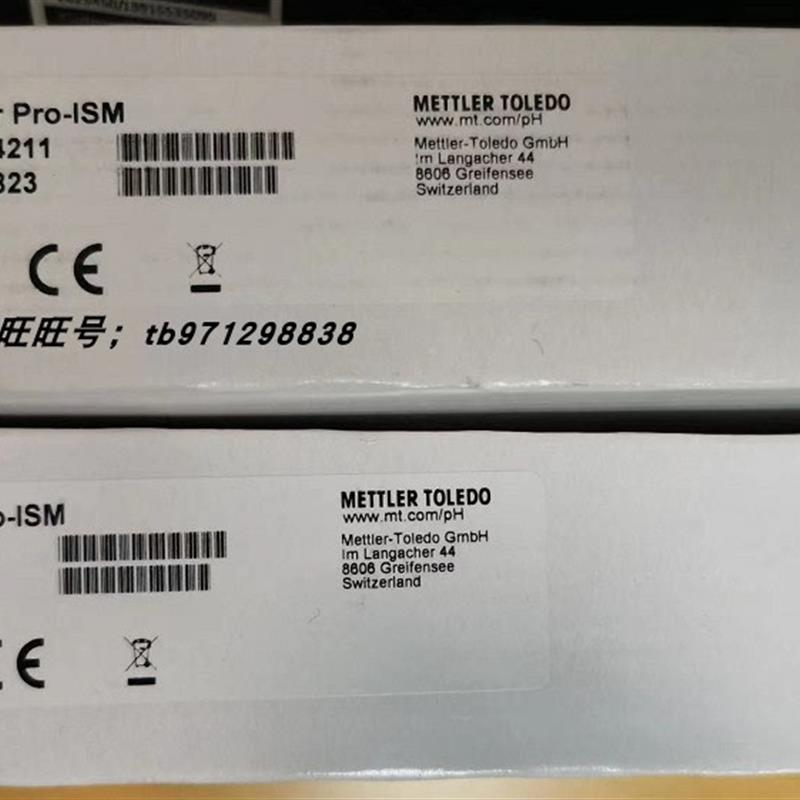 Pro-ISM
4211
323
METTLER TOLEDO
www.mt.com/pH
Mettler-Toledo GmbH
Im Langacher 44
8606 Greifensee
Switzerland
CE
旺旺号；tb971298838
-ISM
METTLER TOLEDO
www.mt.com/pH
Mettler-Toledo GmbH
Im Langacher 44
8606 Greifensee
Switzerland